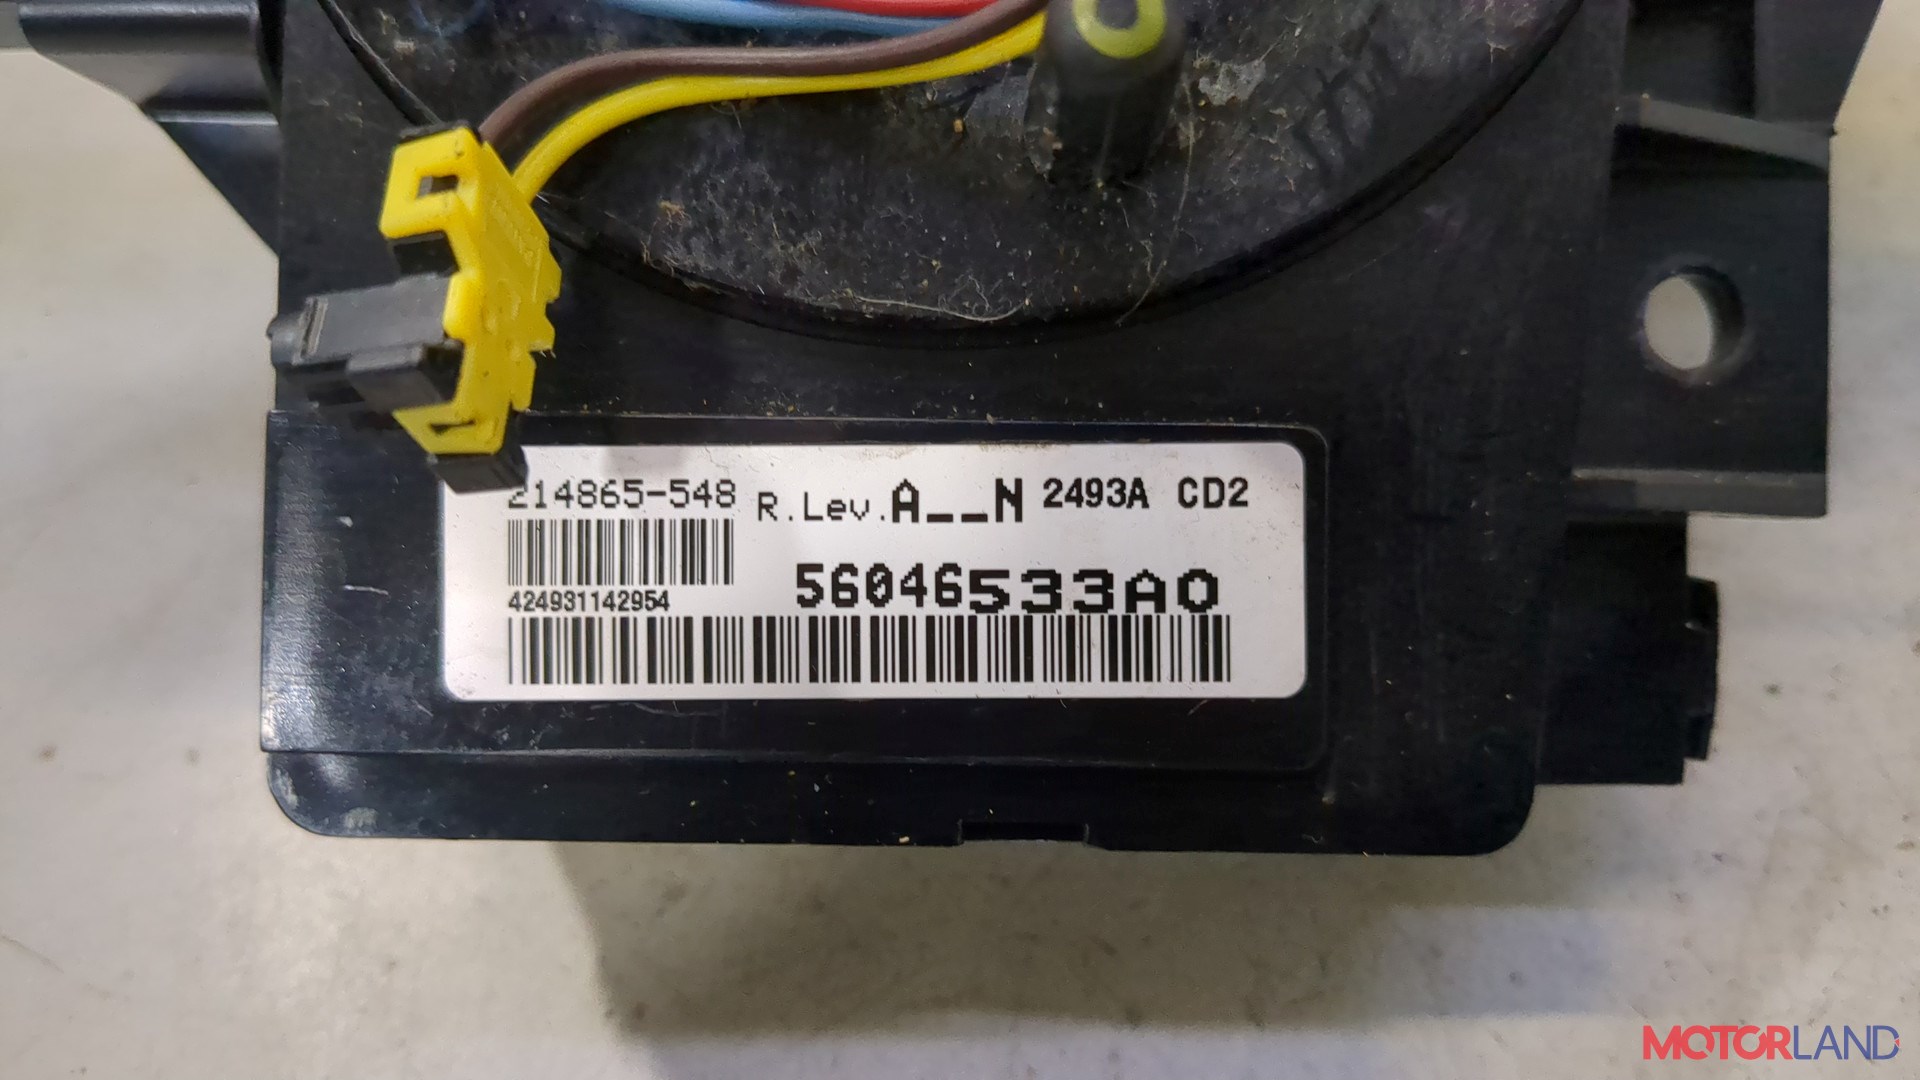 214865-548 R.Lev.A__N 2493A CD2
424931142954
56046533AO
MOTORLAND